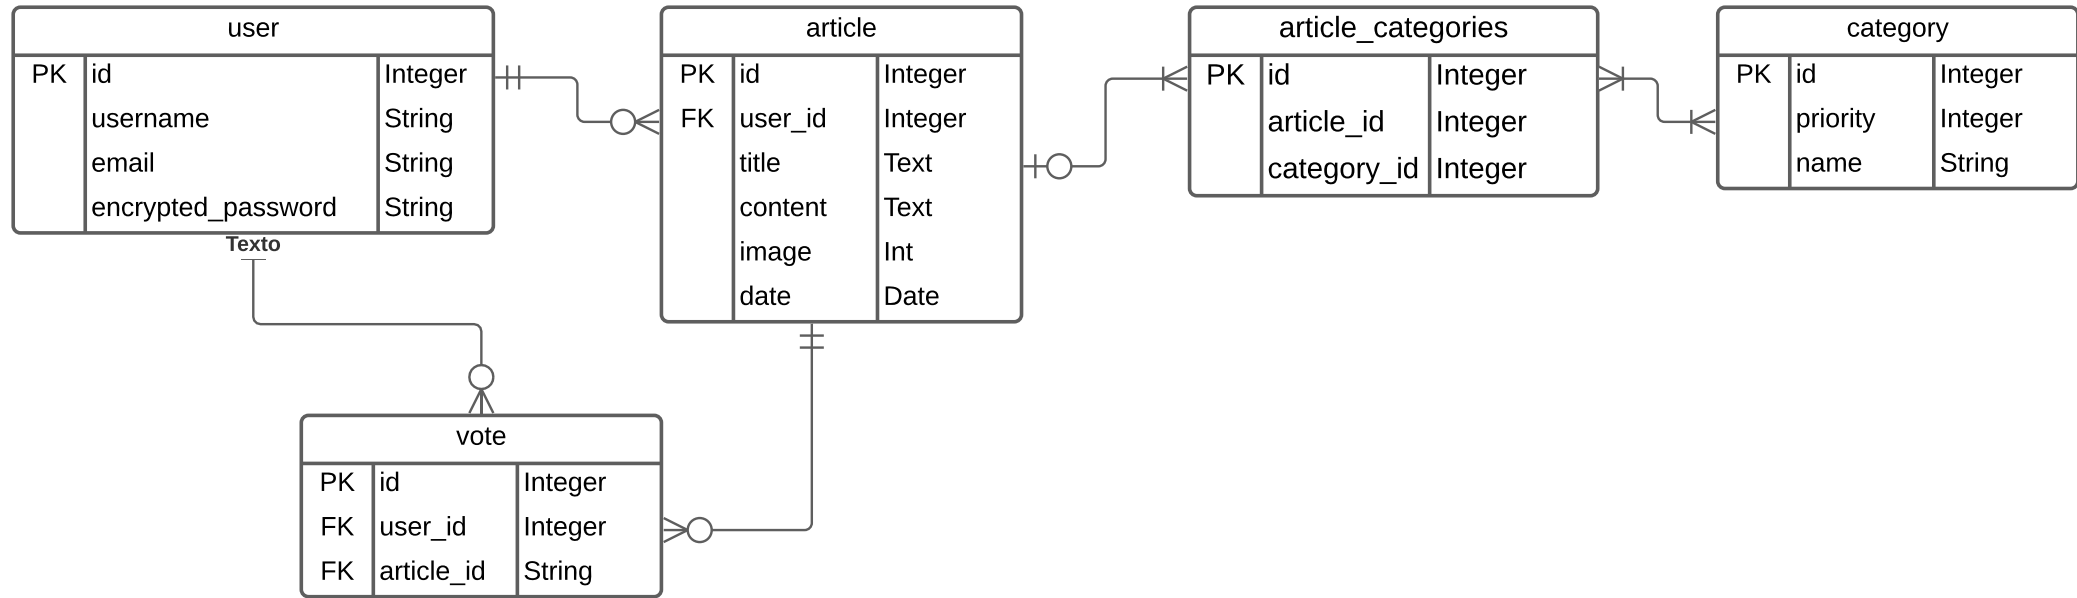 user
PK id Integer
username String
email String
encrypted_password String
Texto
article
PK id Integer
FK user_id Integer
title Text
content Text
image Int
date Date
article_categories
PK id Integer
article_id Integer
category_id Integer
category
PK id Integer
priority Integer
name String
vote
PK id Integer
FK user_id Integer
FK article_id String